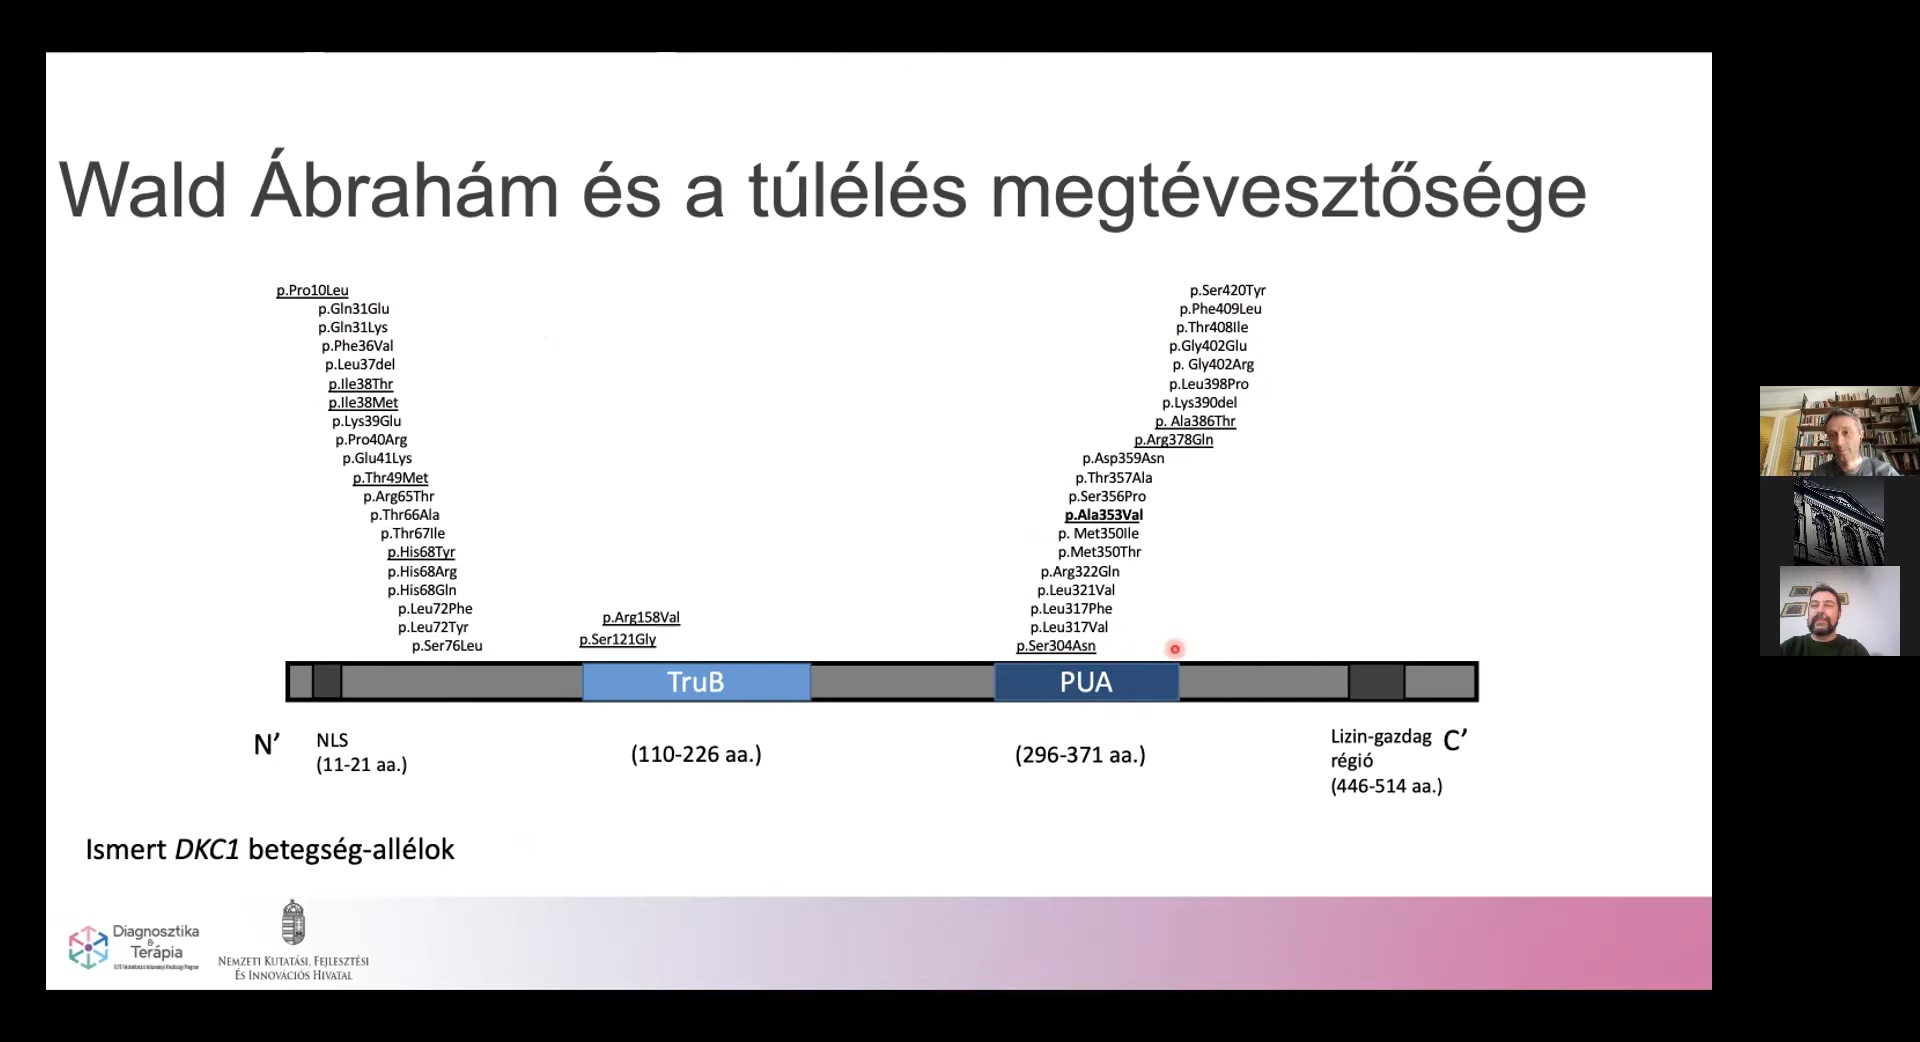 Wald Ábrahám és a túlélés megtévesztősége
p.Pro10Leu
p.Gln31Glu
p.Gln31Lys
p.Phe36Val
p.Leu37del
p.Ile38Thr
p.Ile38Met
p.Lys39Glu
p.Pro40Arg
p.Glu41Lys
p.Thr49Met
p.Arg65Thr
p.Thr66Ala
p.Thr67Ile
p.His68Tyr
p.His68Arg
p.His68Gln
p.Leu72Phe
p.Leu72Tyr
p.Ser76Leu
p.Arg158Val
p.Ser121Gly
p.Ser420Tyr
p.Phe409Leu
p.Thr408Ile
p.Gly402Glu
p. Gly402Arg
p.Leu398Pro
p.Lys390del
p. Ala386Thr
p.Arg378Gln
p.Asp359Asn
p.Thr357Ala
p.Ser356Pro
p.Ala353Val
p. Met350Ile
p.Met350Thr
p.Arg322Gln
p.Leu321Val
p.Leu317Phe
p.Leu317Val
p.Ser304Asn
TruB
PUA
N’
NLS
(11-21 aa.)
(110-226 aa.)
(296-371 aa.)
Lizin-gazdag
régió
(446-514 aa.)
C’
Ismert DKC1 betegség-allélok
Diagnosztika
&
Terápia
NEMZETI KUTATÁSI, FEJLESZTÉSI
ÉS INNOVÁCIÓS HIVATAL